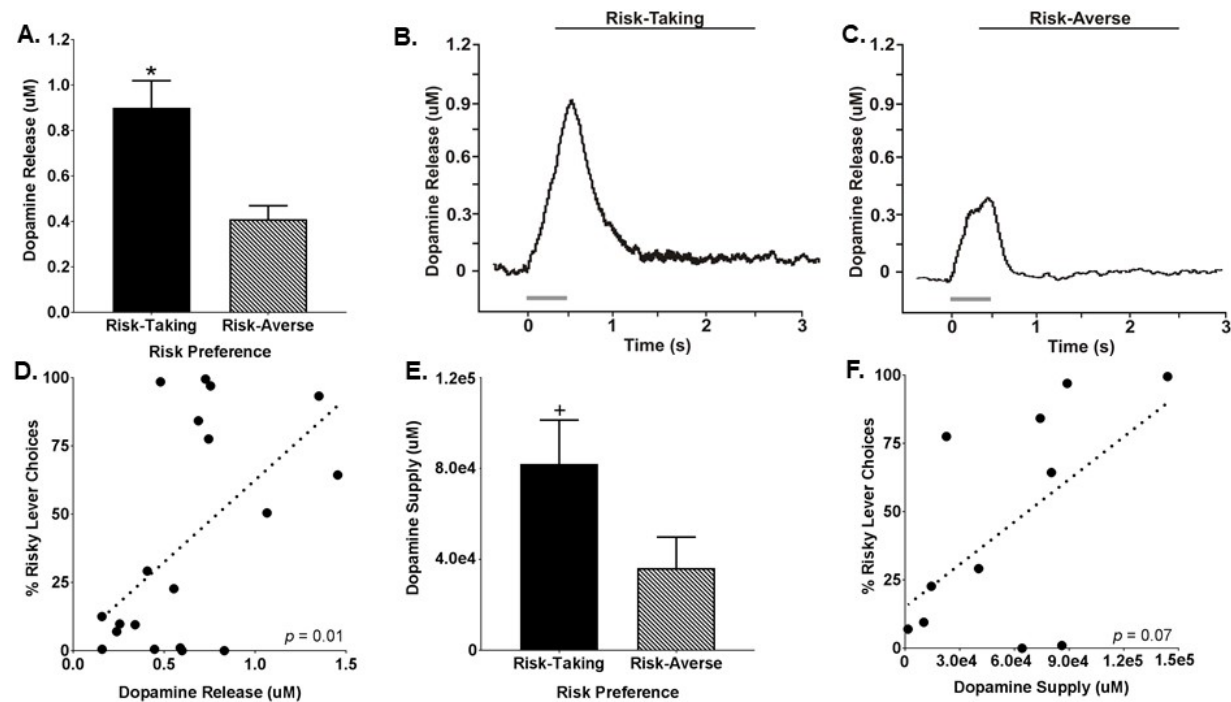 A.
Dopamine Release (uM)
1.2
1.0
0.8
0.6
0.4
0.2
0.0
*
Risk-Taking Risk-Averse
Risk Preference
B.
Risk-Taking
Dopamine Release (uM)
1.2
0.9
0.6
0.3
0
0 1 2 3
Time (s)
C.
Risk-Averse
Dopamine Release (uM)
1.2
0.9
0.6
0.3
0
0 1 2 3
Time (s)
D.
% Risky Lever Choices
100
75
50
25
0
p = 0.01
0.0 0.5 1.0 1.5
Dopamine Release (uM)
E.
Dopamine Supply (uM)
1.2e5
8.0e4
4.0e4
0
+
Risk-Taking Risk-Averse
Risk Preference
F.
% Risky Lever Choices
100
75
50
25
0
p = 0.07
0 3.0e4 6.0e4 9.0e4 1.2e5 1.5e5
Dopamine Supply (uM)